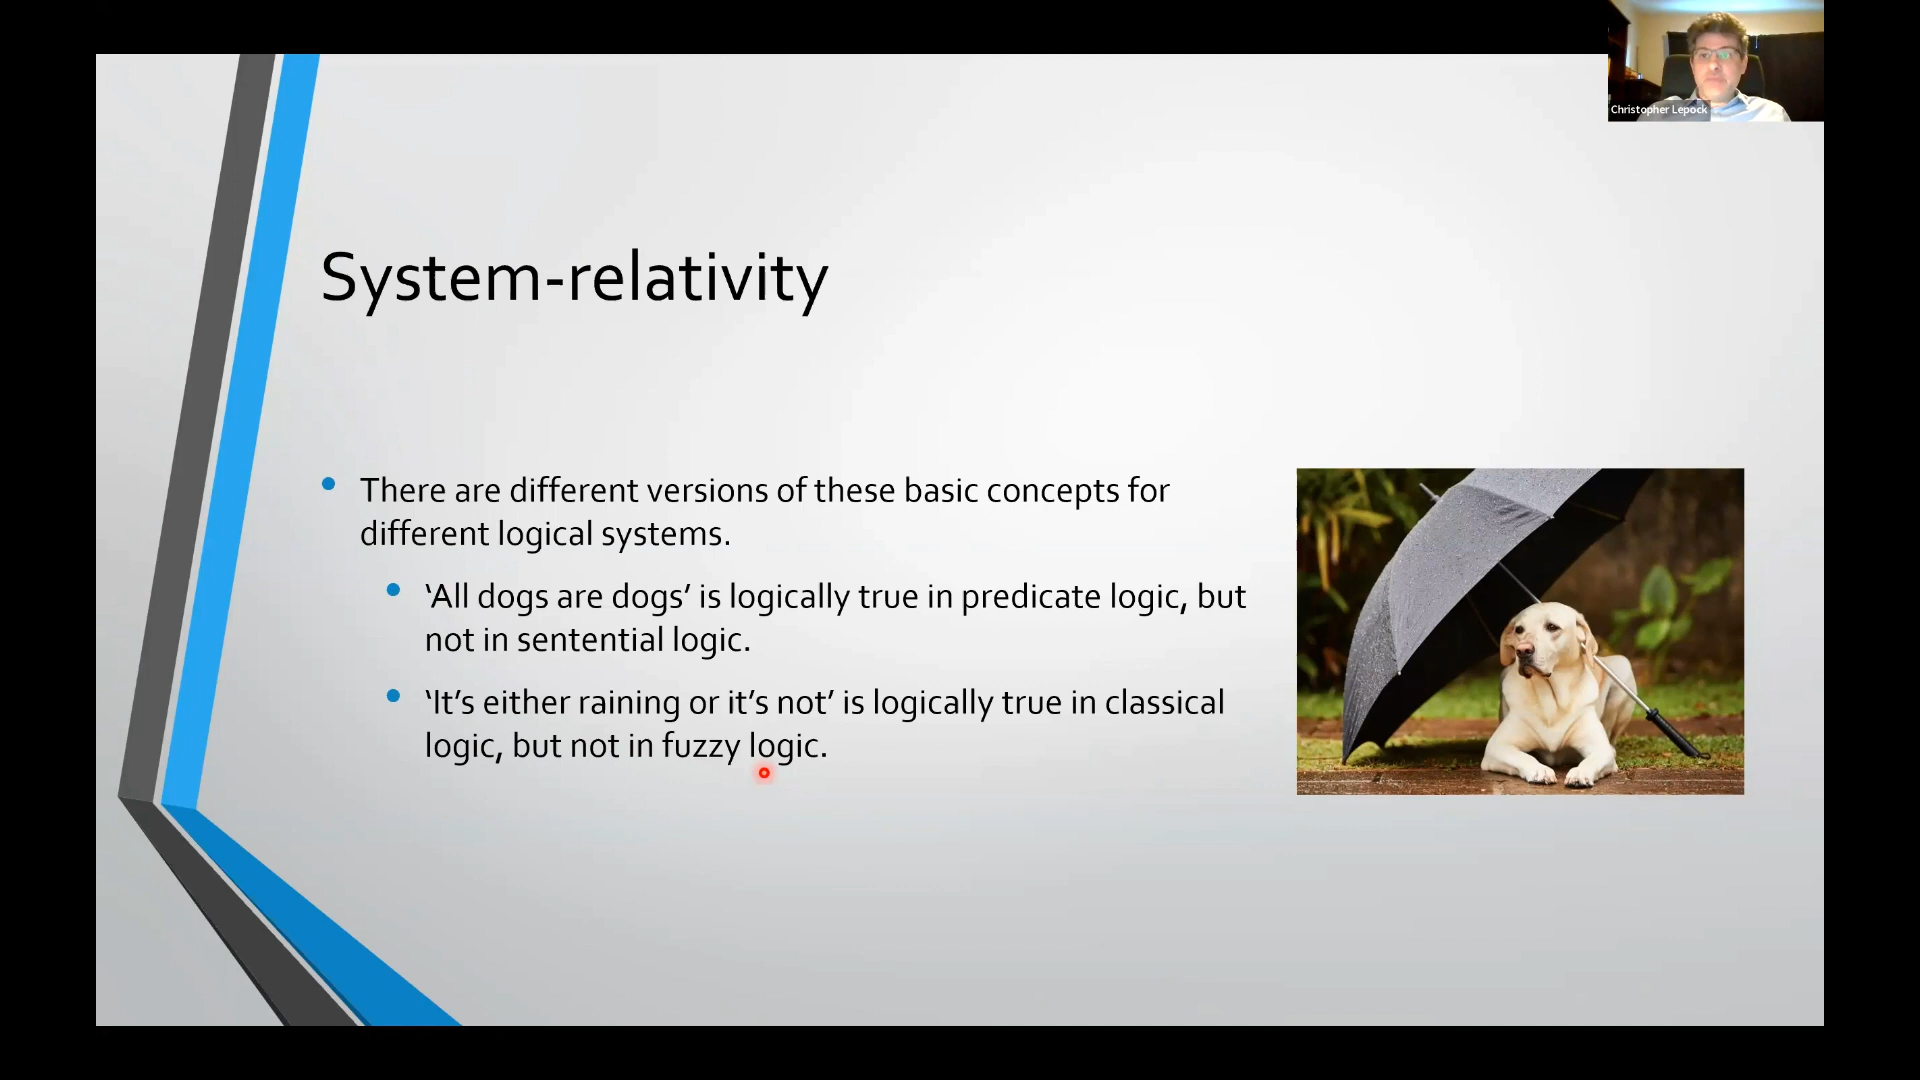 Christopher Lepock
System-relativity
• There are different versions of these basic concepts for
different logical systems.
• ‘All dogs are dogs’ is logically true in predicate logic, but
not in sentential logic.
• ‘It’s either raining or it’s not’ is logically true in classical
logic, but not in fuzzy logic.